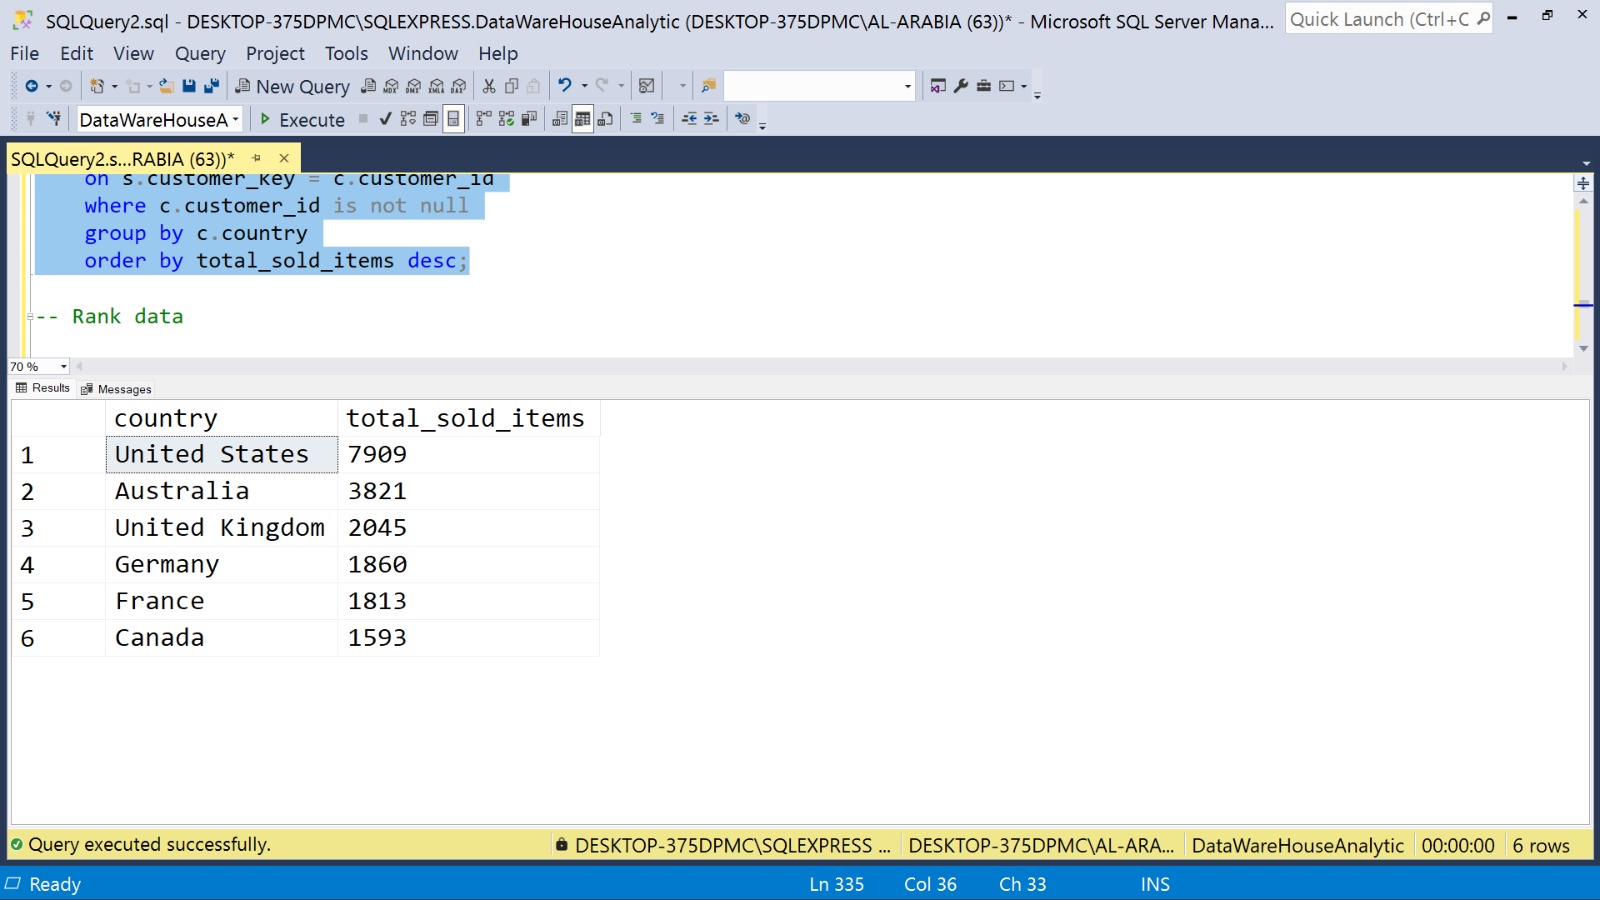 SQLQuery2.sql - DESKTOP-375DPMC\SQLEXPRESS.DataWareHouseAnalytic (DESKTOP-375DPMC\AL-ARABIA (63))* - Microsoft SQL Server Mana...
Quick Launch (Ctrl+C
File Edit View Query Project Tools Window Help
New Query
DataWareHouseA
Execute
SQLQuery2.s...RABIA (63))*
on s.customer_key = c.customer_id
where c.customer_id is not null
group by c.country
order by total_sold_items desc;
-- Rank data
70 %
Results Messages
country total_sold_items
1 United States 7909
2 Australia 3821
3 United Kingdom 2045
4 Germany 1860
5 France 1813
6 Canada 1593
Query executed successfully. DESKTOP-375DPMC\SQLEXPRESS ... DESKTOP-375DPMC\AL-ARA... DataWareHouseAnalytic 00:00:00 6 rows
Ready Ln 335 Col 36 Ch 33 INS